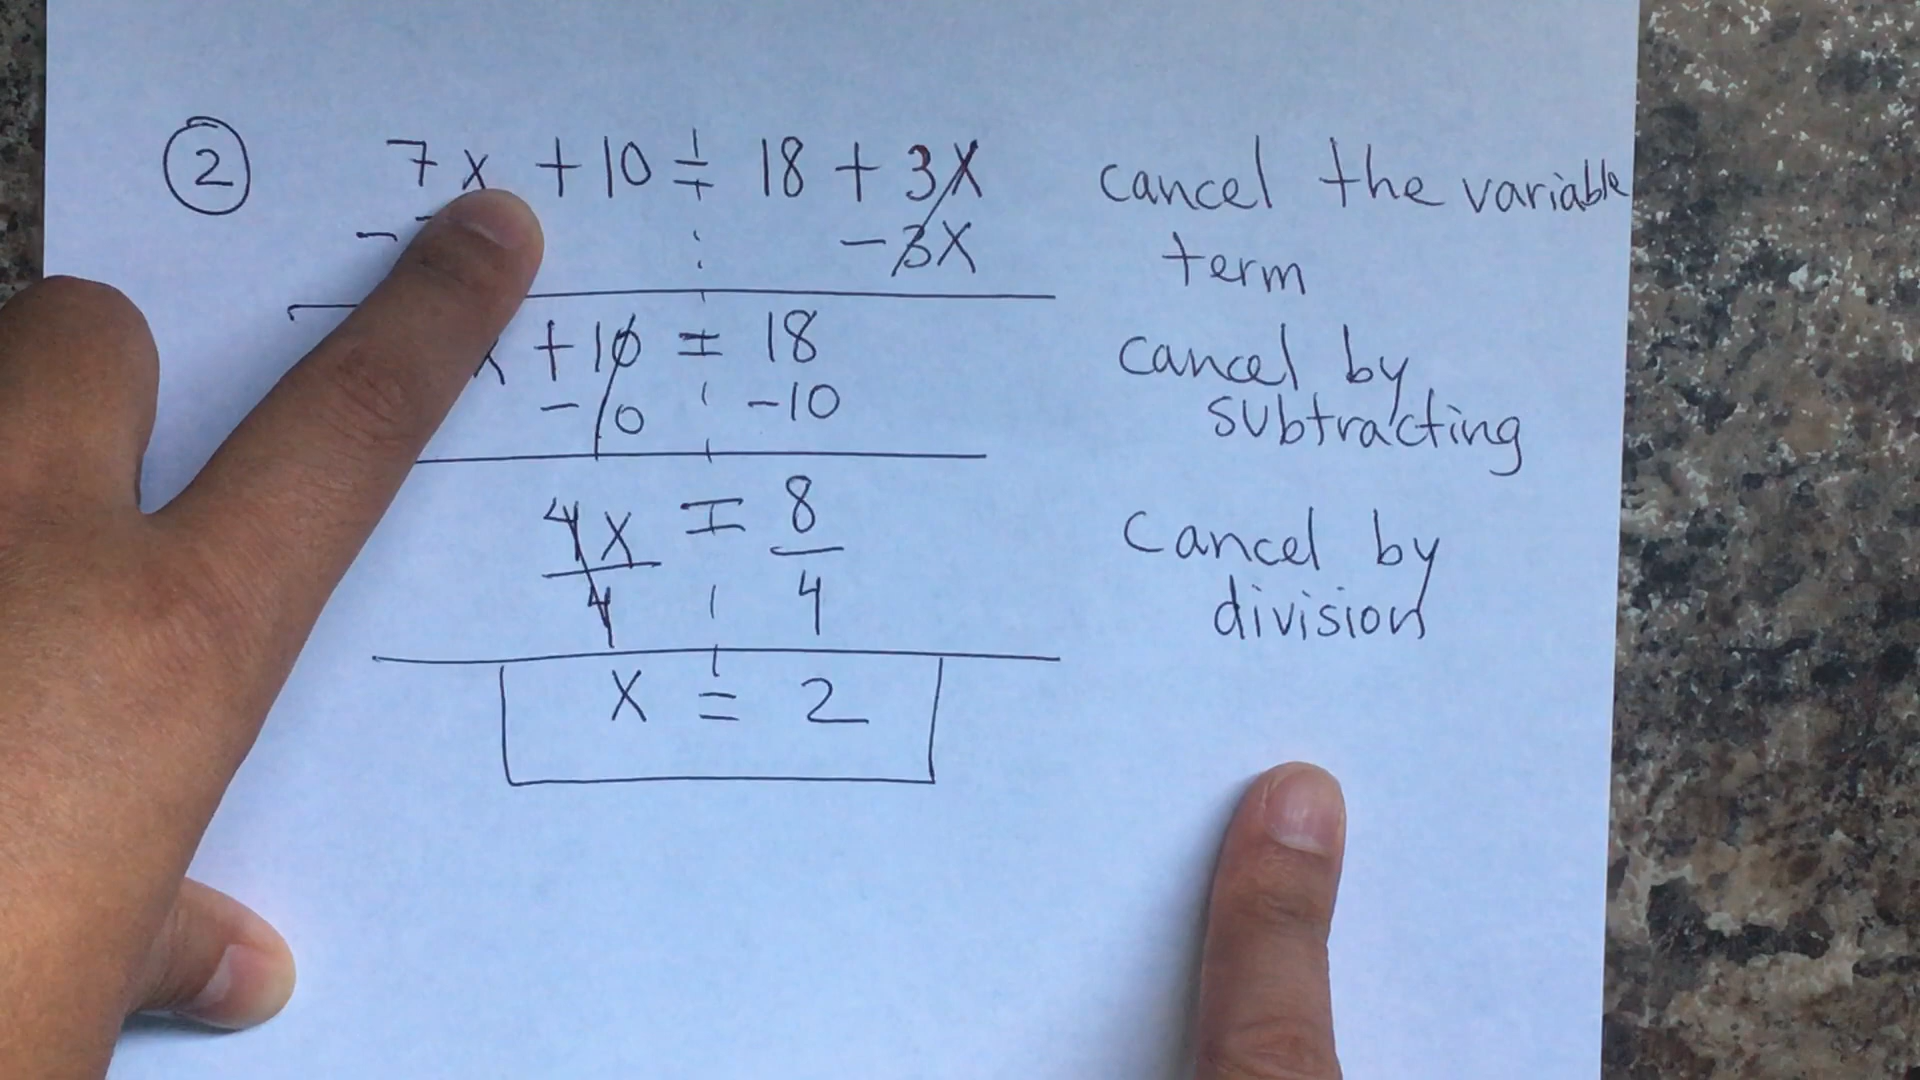 2 7x + 10 = 18 + 3x cancel the variable
- -3x term
x + 10 = 18 cancel by
-10 -10 subtracting
4x = 8 Cancel by
4 4 division
x = 2